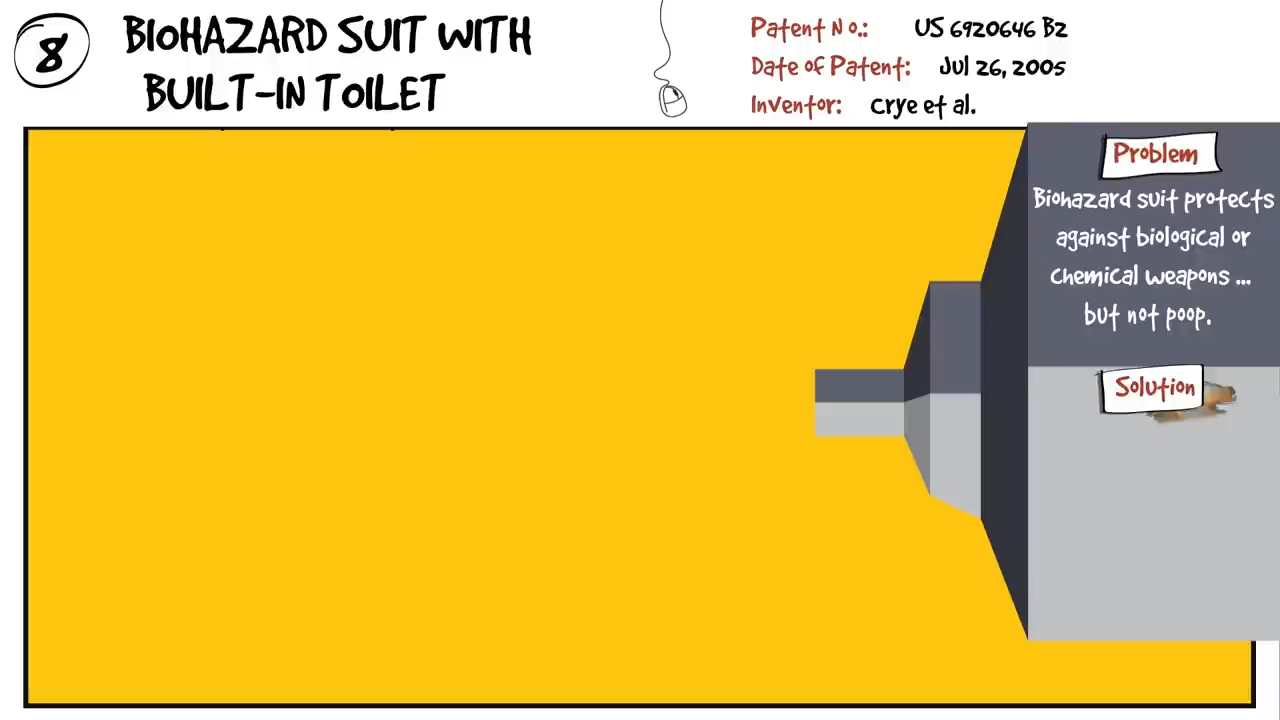 8
BIOHAZARD SUIT WITH
BUILT-IN TOILET
Patent No.: US 6920646 B2
Date of Patent: Jul 26, 2005
Inventor: Crye et al.
Problem
Biohazard suit protects
against biological or
chemical weapons ...
but not poop.
Solution